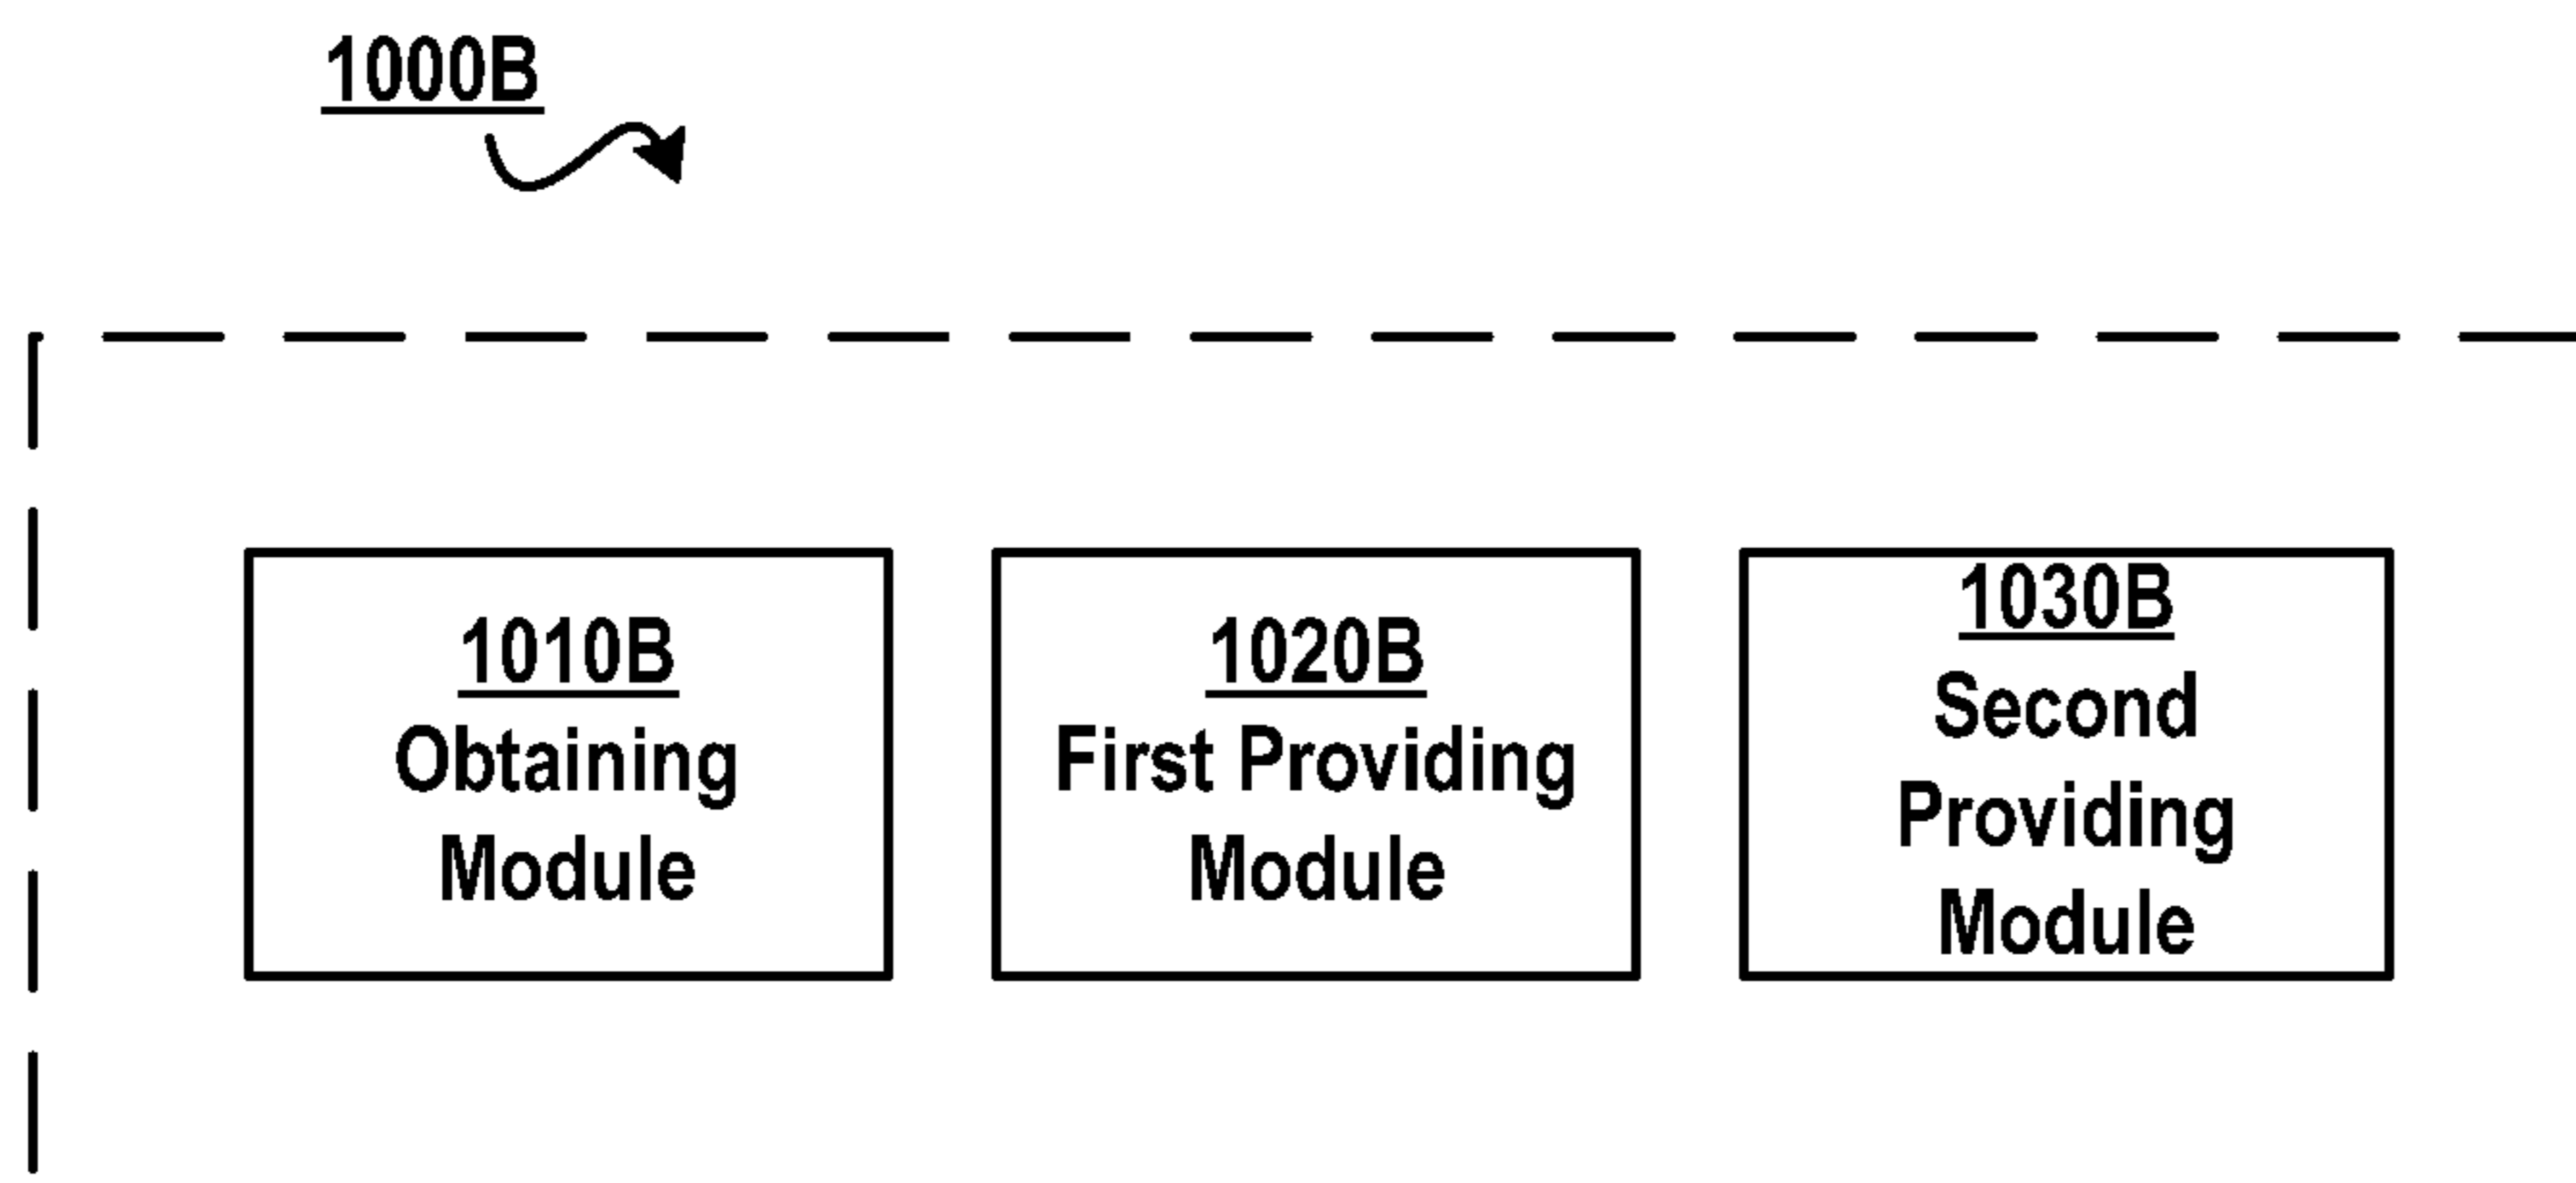 1000B
1010B
Obtaining
Module
1020B
First Providing
Module
1030B
Second
Providing
Module